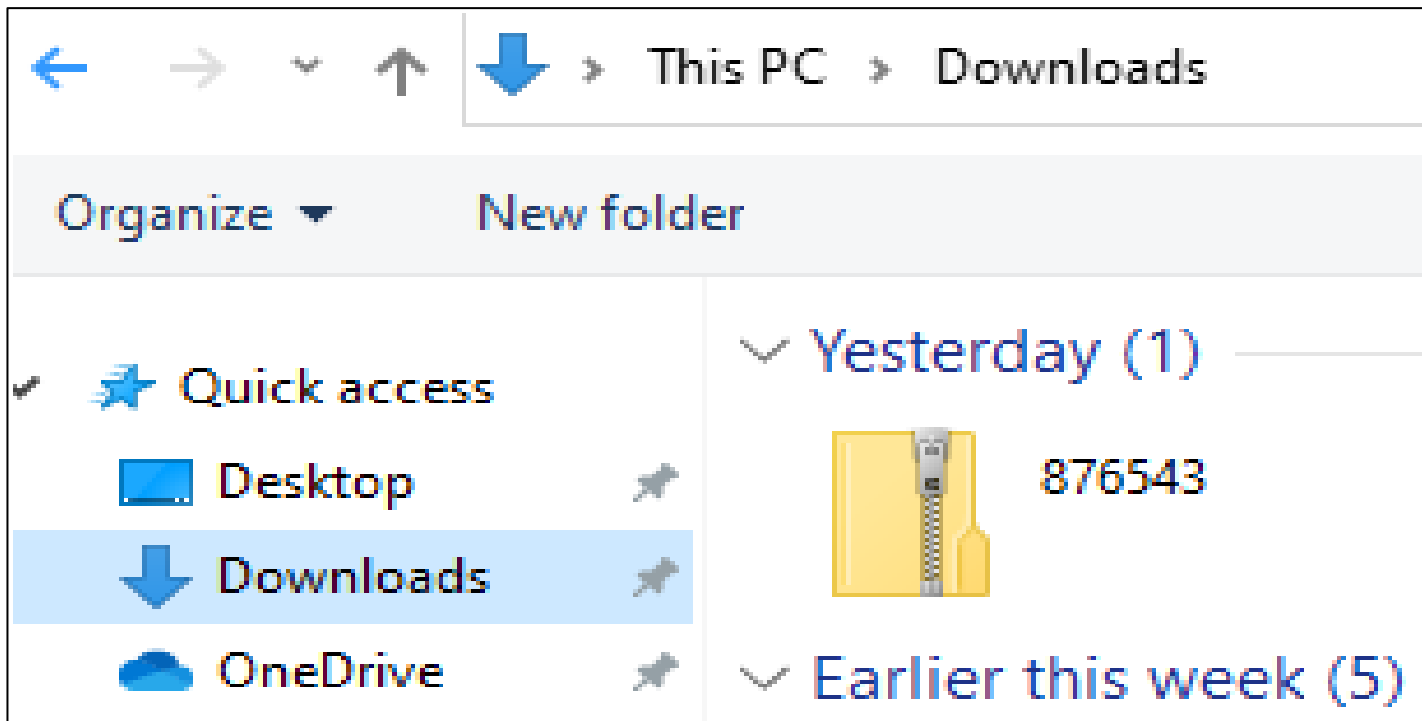 This PC > Downloads
Organize
New folder
Quick access
Desktop
Downloads
OneDrive
Yesterday (1)
876543
Earlier this week (5)